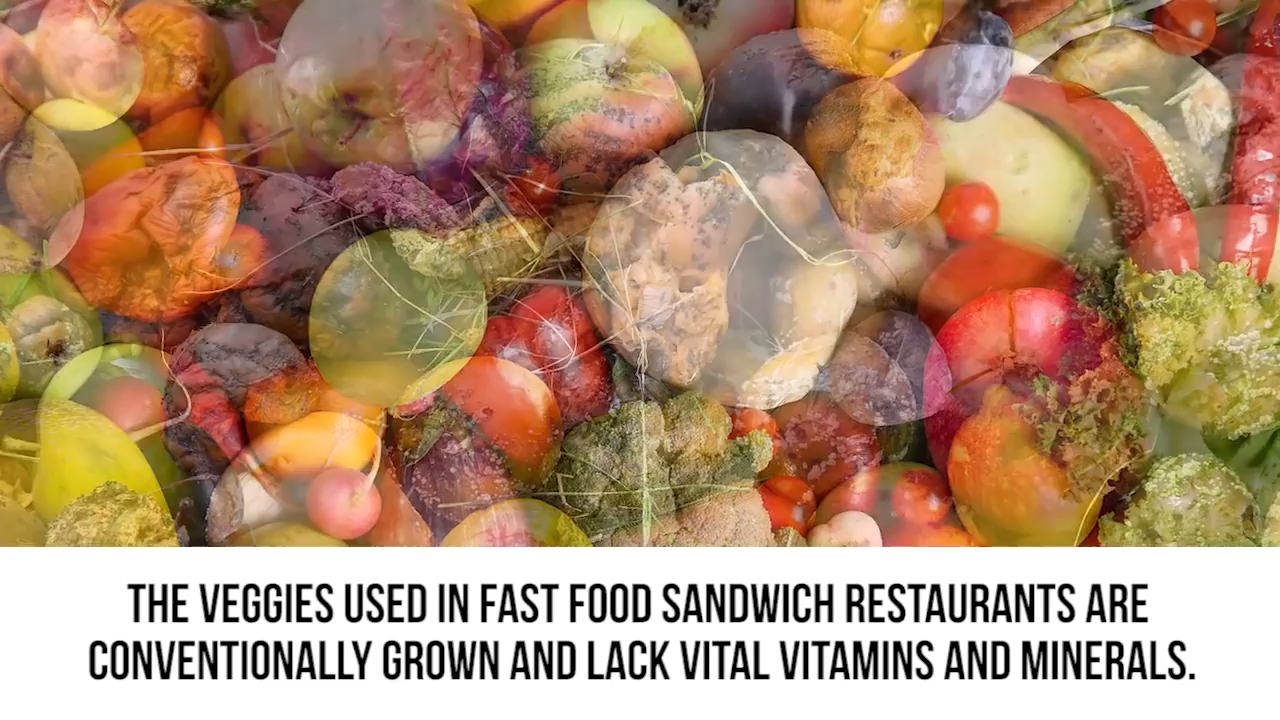 THE VEGGIES USED IN FAST FOOD SANDWICH RESTAURANTS ARE
CONVENTIONALLY GROWN AND LACK VITAL VITAMINS AND MINERALS.